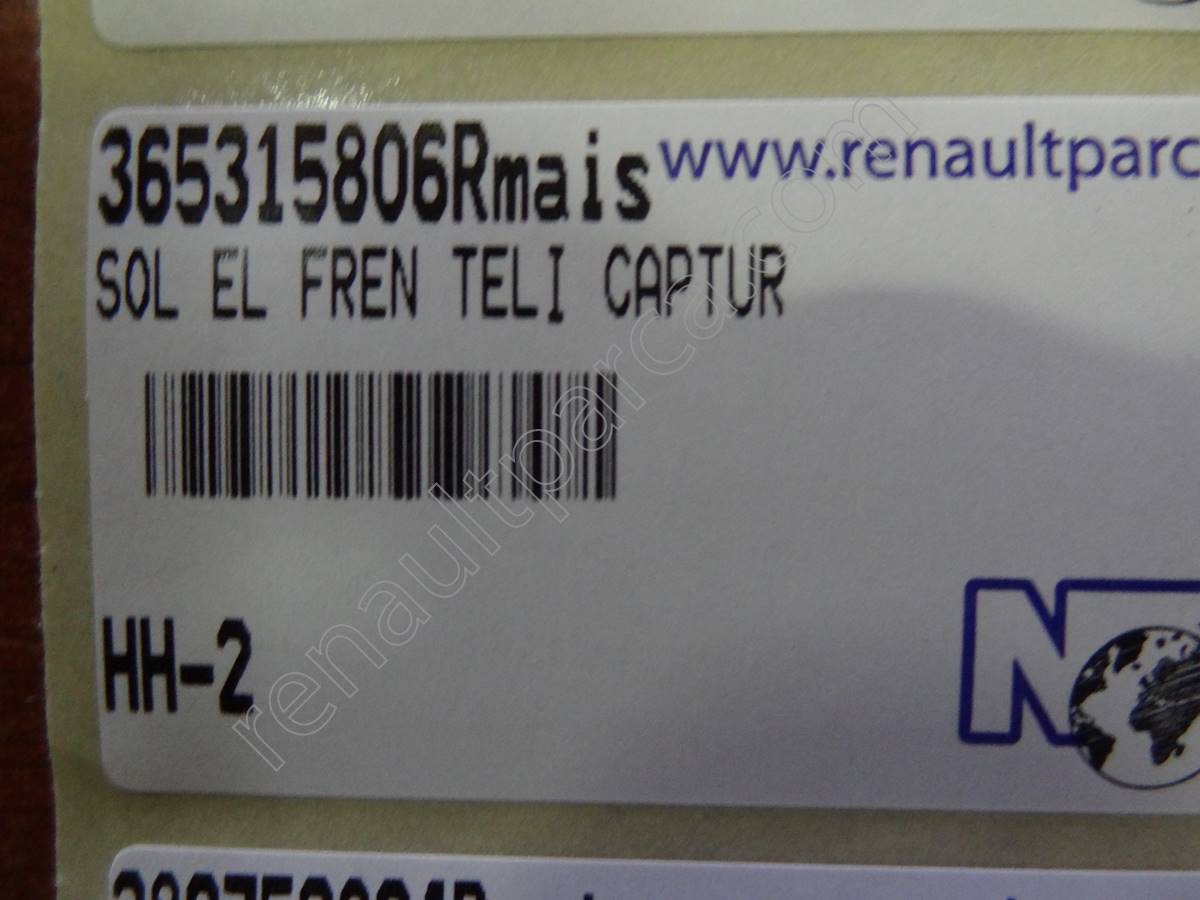 365315806Rmais
www.renaultparc
SOL EL FREN TELI CAPTUR
HH-2
N
renaultparca.com